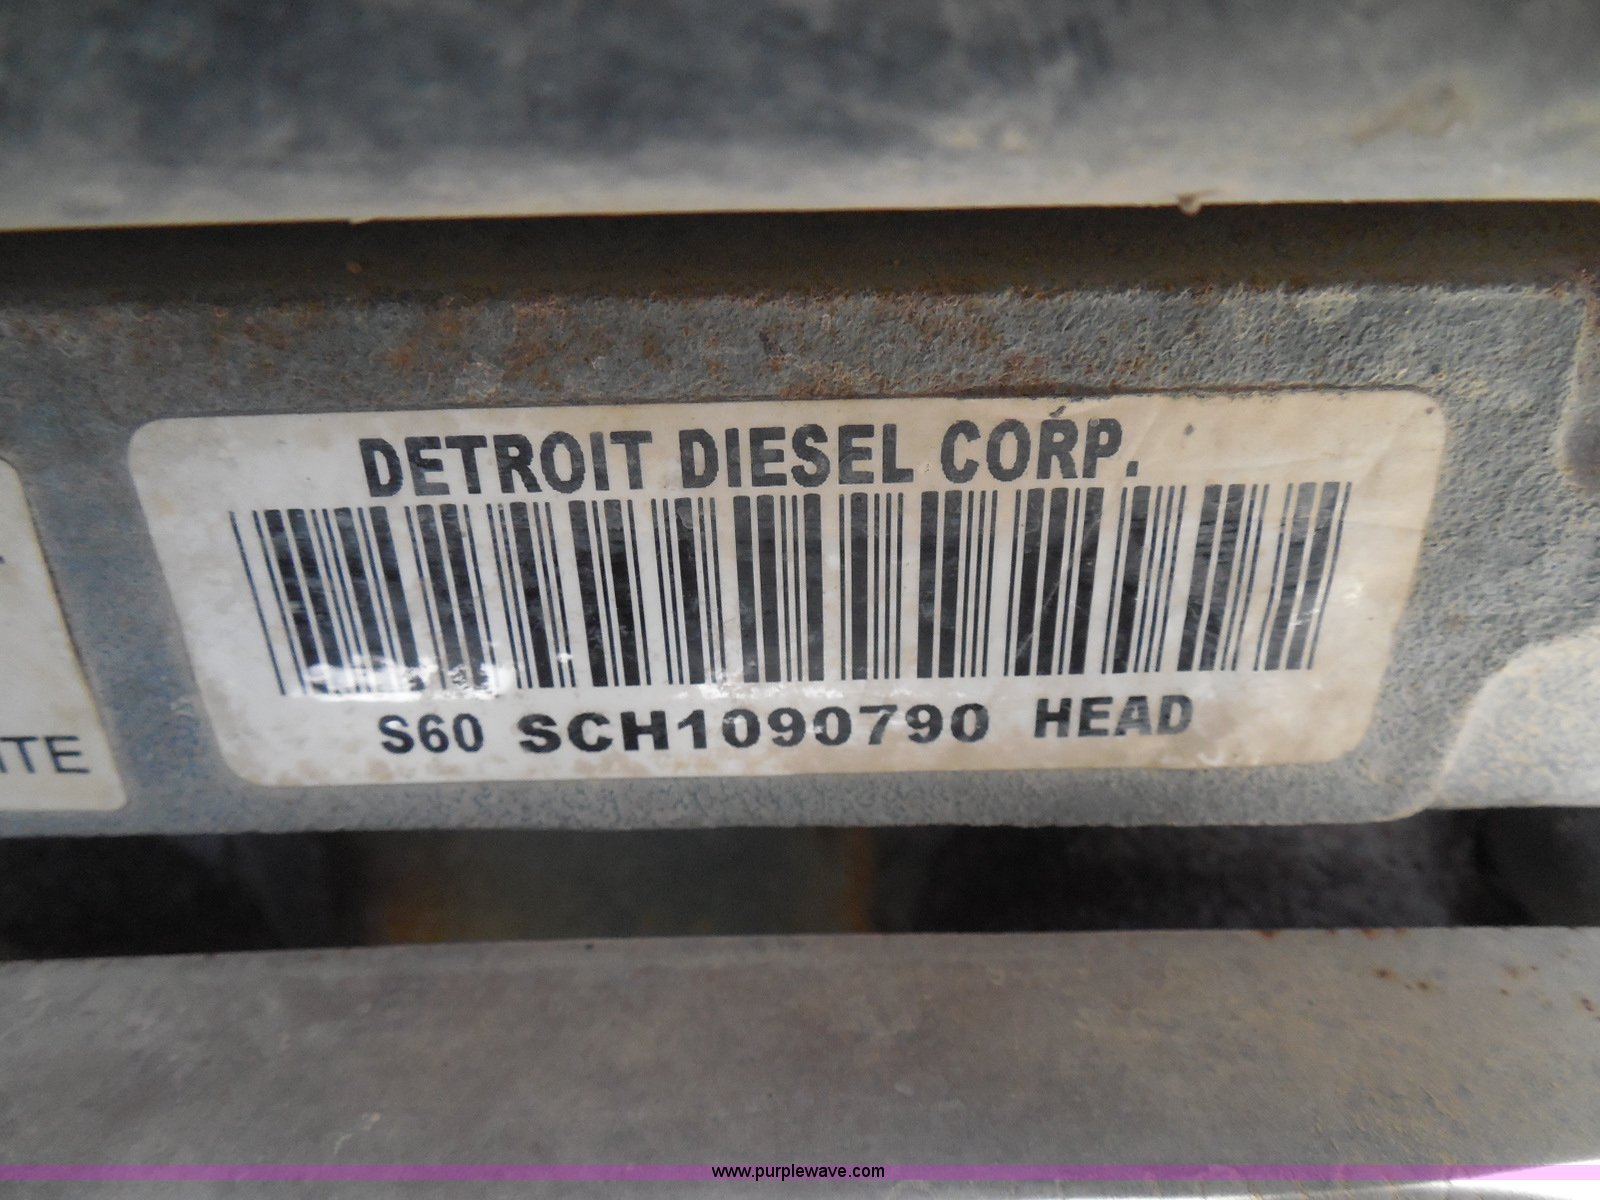 DETROIT DIESEL CORP.
S60 SCH1090790 HEAD
ITE
www.purplewave.com